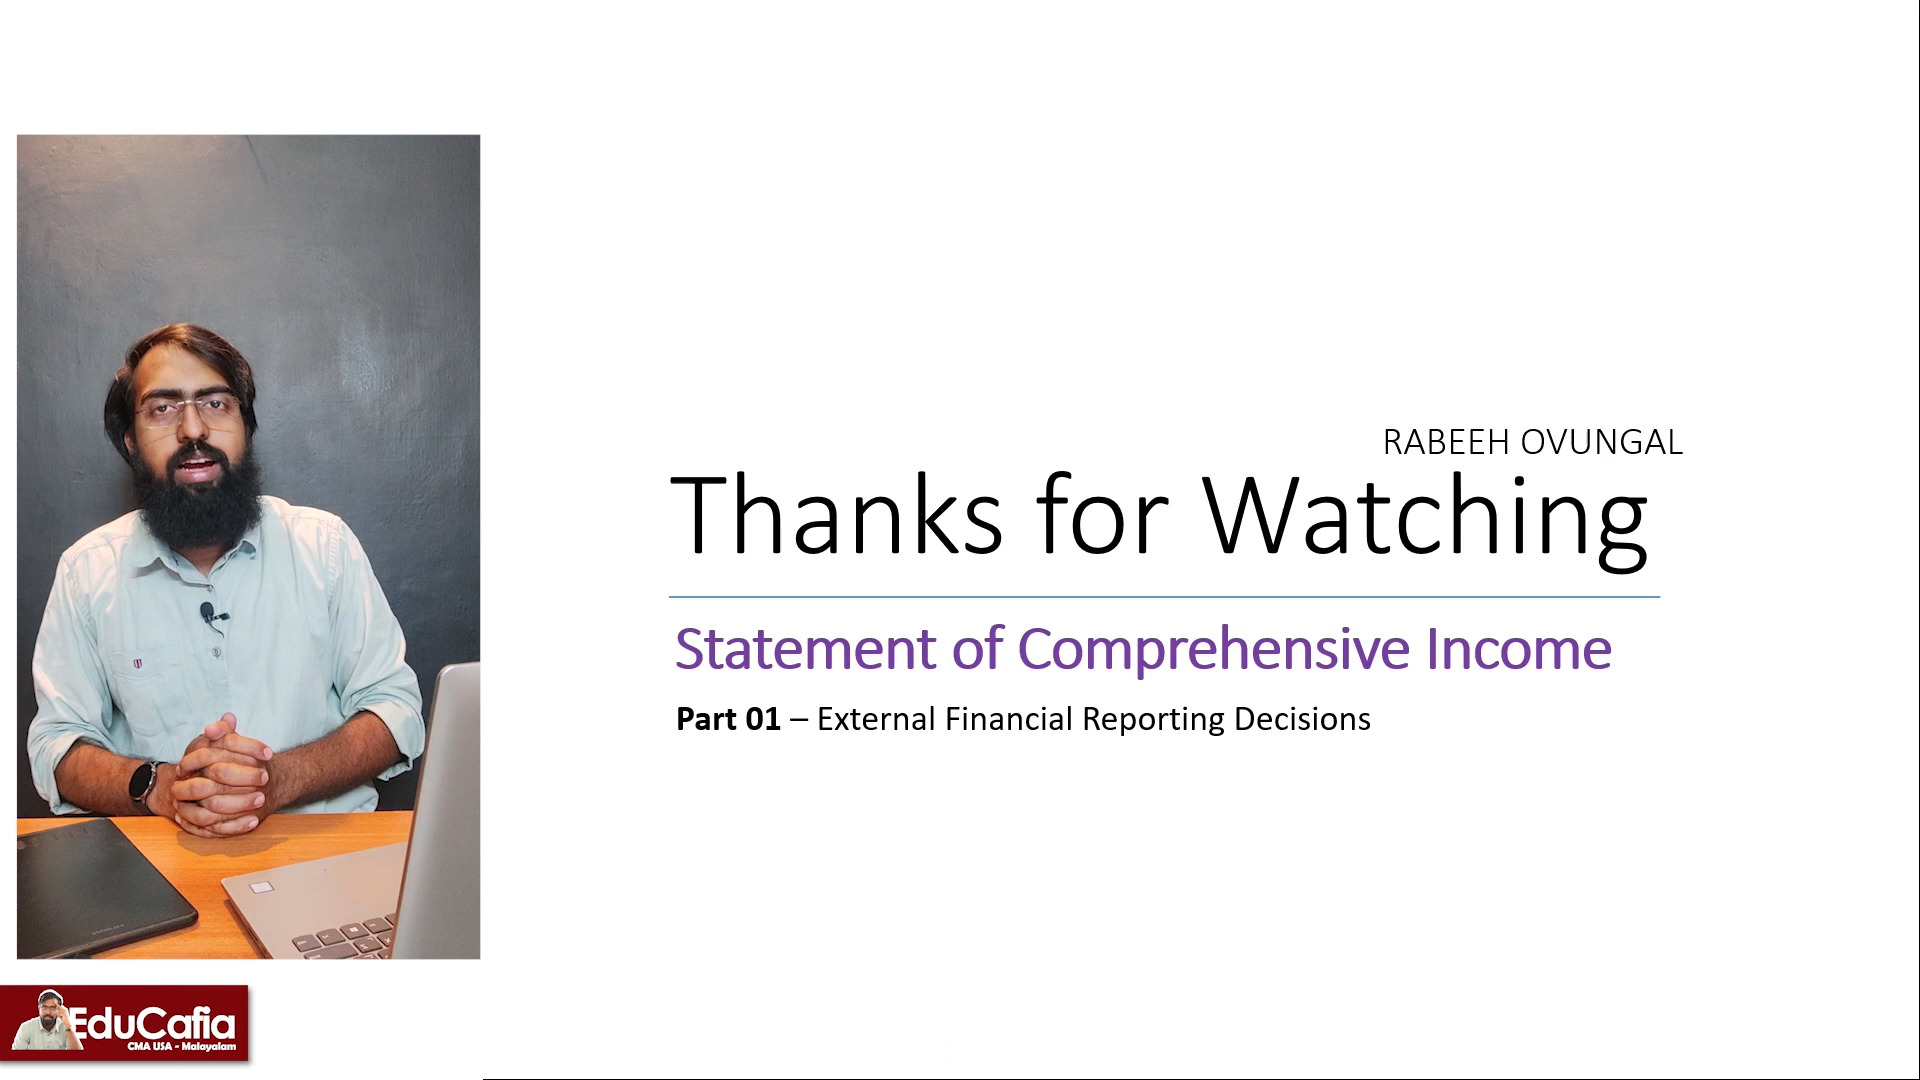 RABEEH OVUNGAL
Thanks for Watching
Statement of Comprehensive Income
Part 01 – External Financial Reporting Decisions
EduCafia
CMA USA - Malayalam